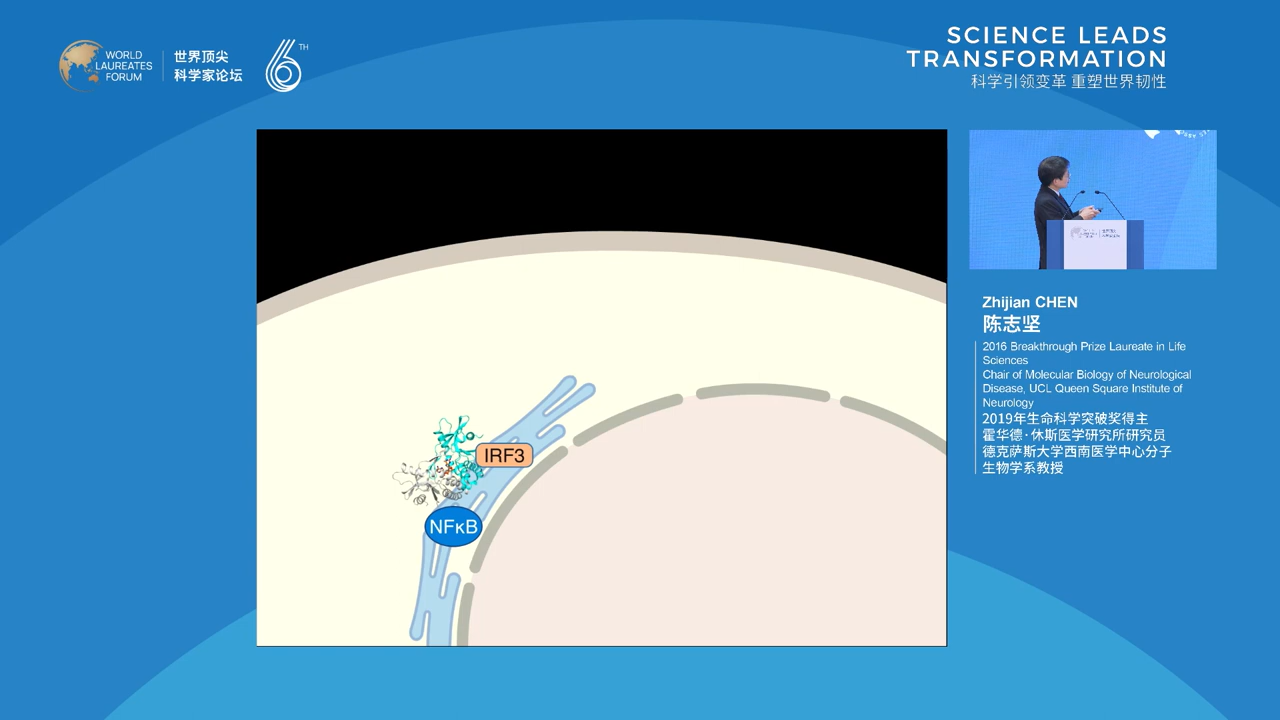 WORLD
LAUREATES
FORUM
世界顶尖
科学家论坛
6TH
SCIENCE LEADS
TRANSFORMATION
科学引领变革 重塑世界韧性
IRF3
NFκB
Zhijian CHEN
陈志坚
2016 Breakthrough Prize Laureate in Life
Sciences
Chair of Molecular Biology of Neurological
Disease, UCL Queen Square Institute of
Neurology
2019年生命科学突破奖得主
霍华德·休斯医学研究所研究员
德克萨斯大学西南医学中心分子
生物学系教授